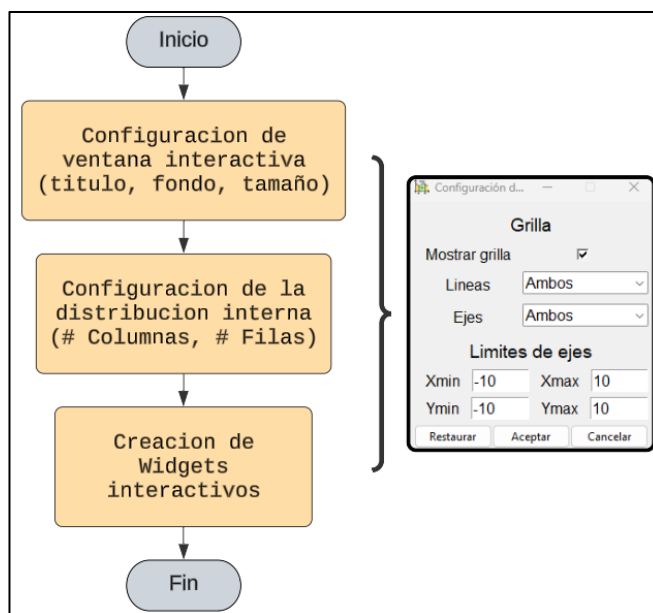 Inicio
Configuracion de
ventana interactiva
(titulo, fondo, tamaño)
Configuracion de la
distribucion interna
(# Columnas, # Filas)
Creacion de
Widgets
interactivos
Fin
Configuración d...
Grilla
Mostrar grilla
Lineas Ambos
Ejes Ambos
Limites de ejes
Xmin -10 Xmax 10
Ymin -10 Ymax 10
Restaurar Aceptar Cancelar